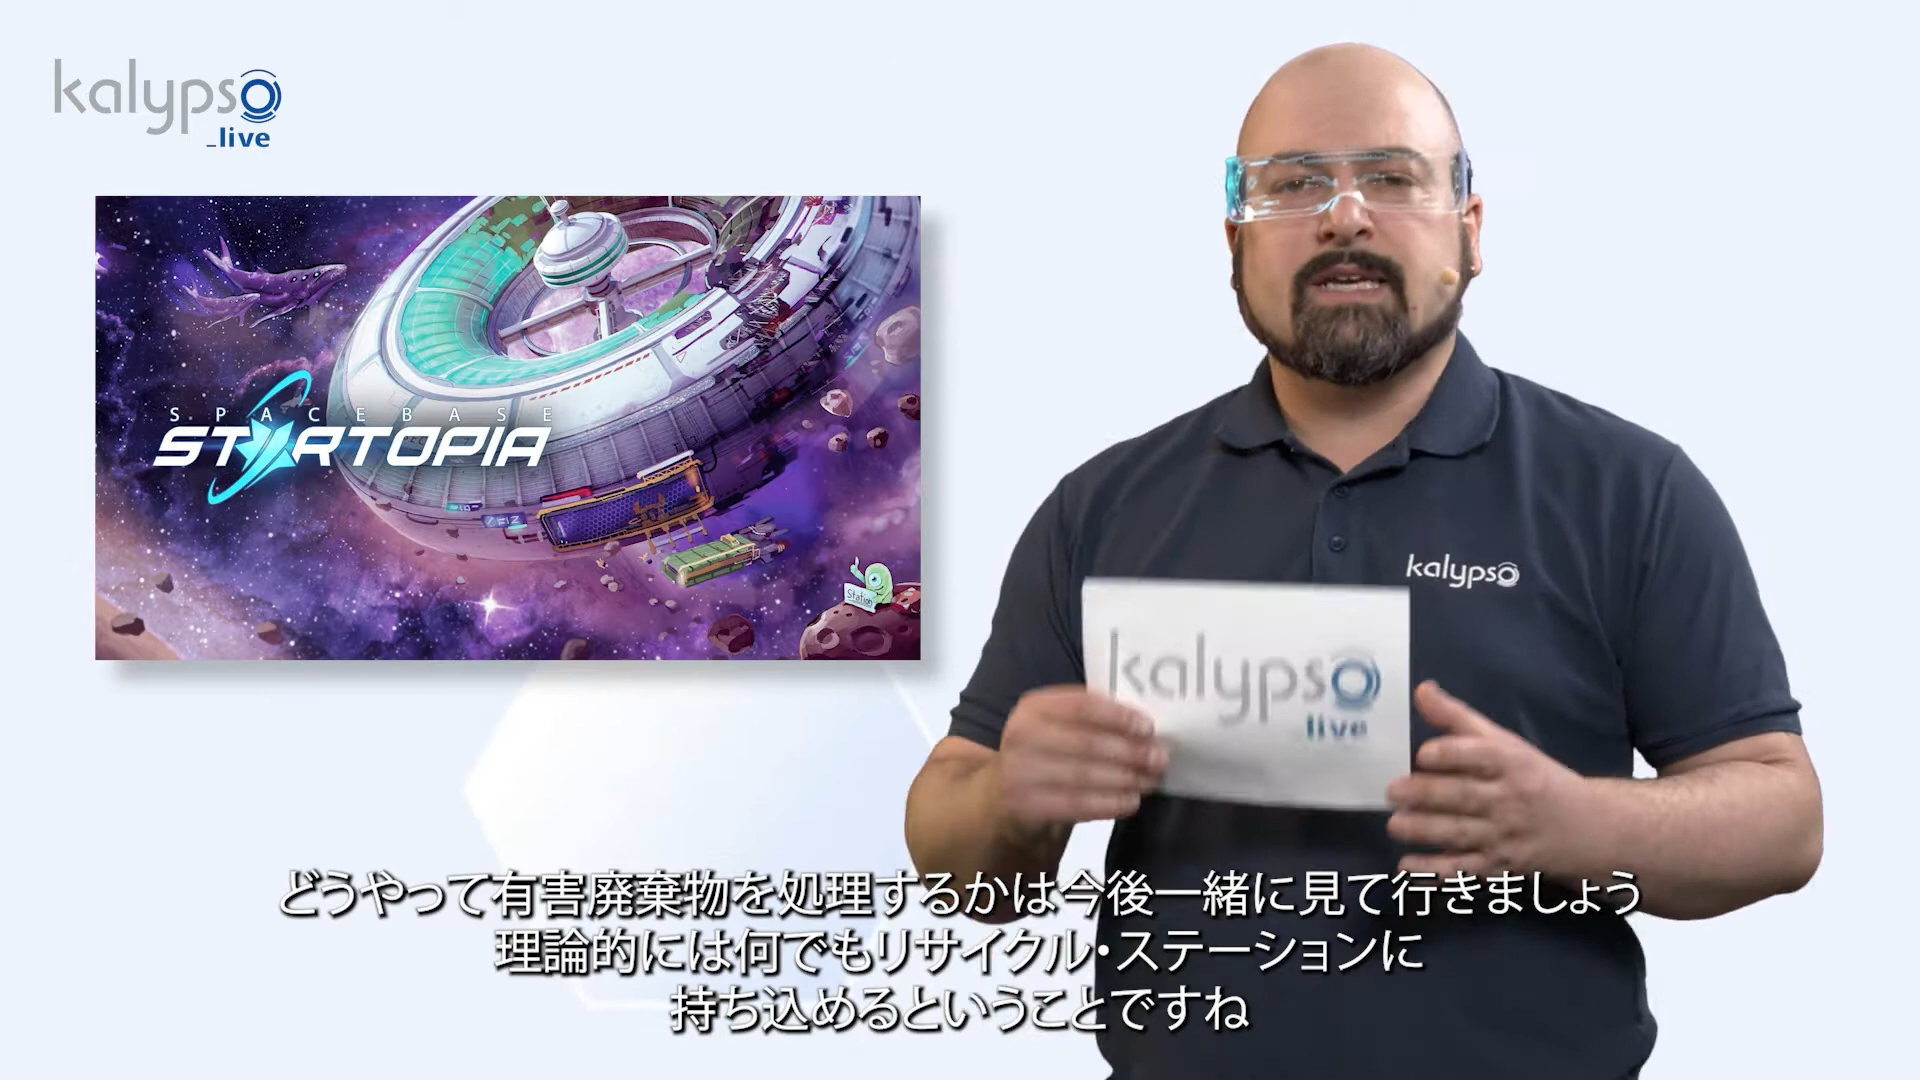 kalypso
_live
SPACEBASE
STARTOPIA
Station
kalypso
kalypso
live
どうやって有害廃棄物を処理するかは今後一緒に見て行きましょう
理論的には何でもリサイクル・ステーションに
持ち込めるということですね